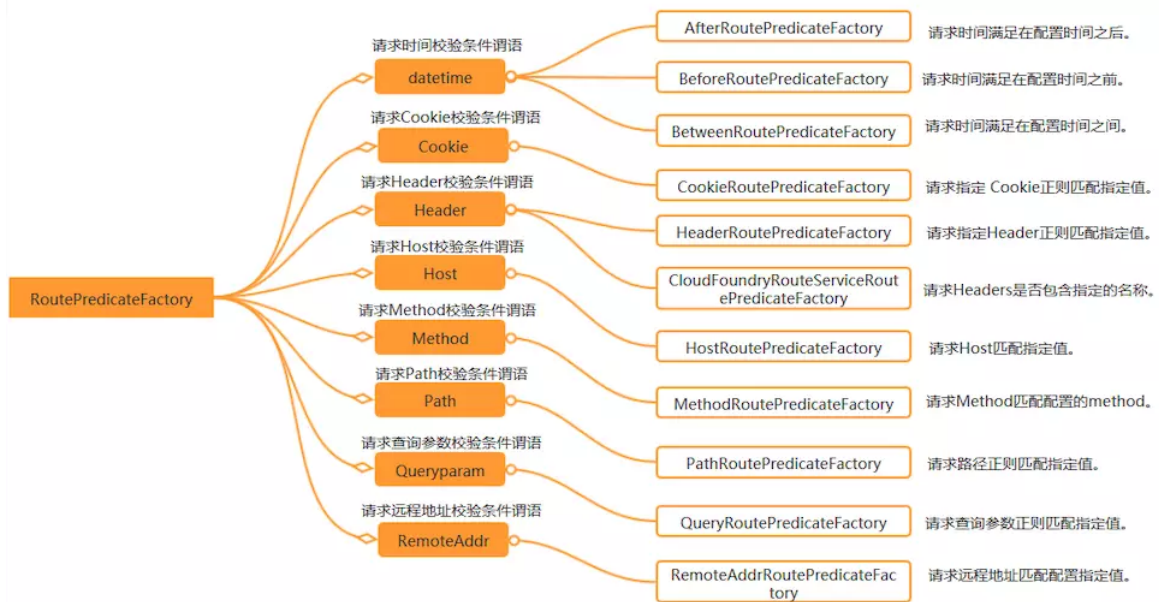 RoutePredicateFactory
请求时间校验条件谓语
datetime
AfterRoutePredicateFactory
请求时间满足在配置时间之后。
BeforeRoutePredicateFactory
请求时间满足在配置时间之前。
BetweenRoutePredicateFactory
请求时间满足在配置时间之间。
请求Cookie校验条件谓语
Cookie
CookieRoutePredicateFactory
请求指定 Cookie正则匹配指定值。
请求Header校验条件谓语
Header
HeaderRoutePredicateFactory
请求指定Header正则匹配指定值。
CloudFoundryRouteServiceRout
ePredicateFactory
请求Headers是否包含指定的名称。
请求Host校验条件谓语
Host
HostRoutePredicateFactory
请求Host匹配指定值。
请求Method校验条件谓语
Method
MethodRoutePredicateFactory
请求Method匹配配置的method。
请求Path校验条件谓语
Path
PathRoutePredicateFactory
请求路径正则匹配指定值。
请求查询参数校验条件谓语
Queryparam
QueryRoutePredicateFactory
请求查询参数正则匹配指定值。
请求远程地址校验条件谓语
RemoteAddr
RemoteAddrRoutePredicateFac
tory
请求远程地址匹配配置指定值。